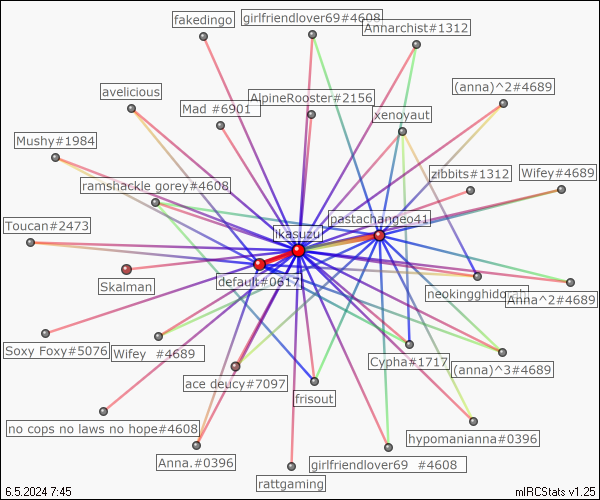 fakedingo
girlfriendlover69#4608
Annarchist#1312
avelicious
Mad #6901
AlpineRooster#2156
(anna)^2#4689
xenoyaut
Mushy#1984
ramshackle gorey#4608
zibbits#1312
Wifey#4689
Toucan#2473
ikasuzu
pastachangeo41
Skalman
default#0617
Anna^2#4689
Soxy Foxy#5076
Wifey #4689
Cypha#1717
(anna)^3#4689
ace deucy#7097
frisout
no cops no laws no hope#4608
hypomanianna#0396
Anna.#0396
rattgaming
girlfriendlover69 #4608
6.5.2024 7:45
mIRCStats v1.25